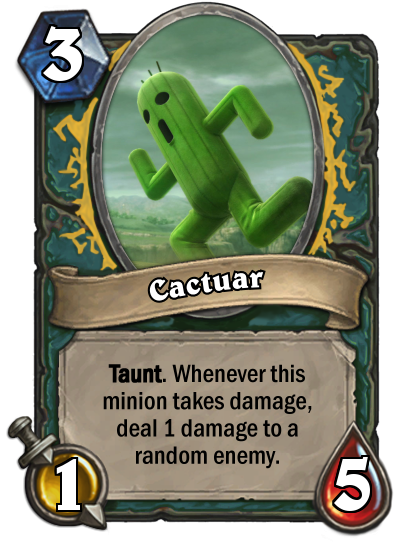 3
Cactuar
Taunt. Whenever this
minion takes damage,
deal 1 damage to a
random enemy.
1
5